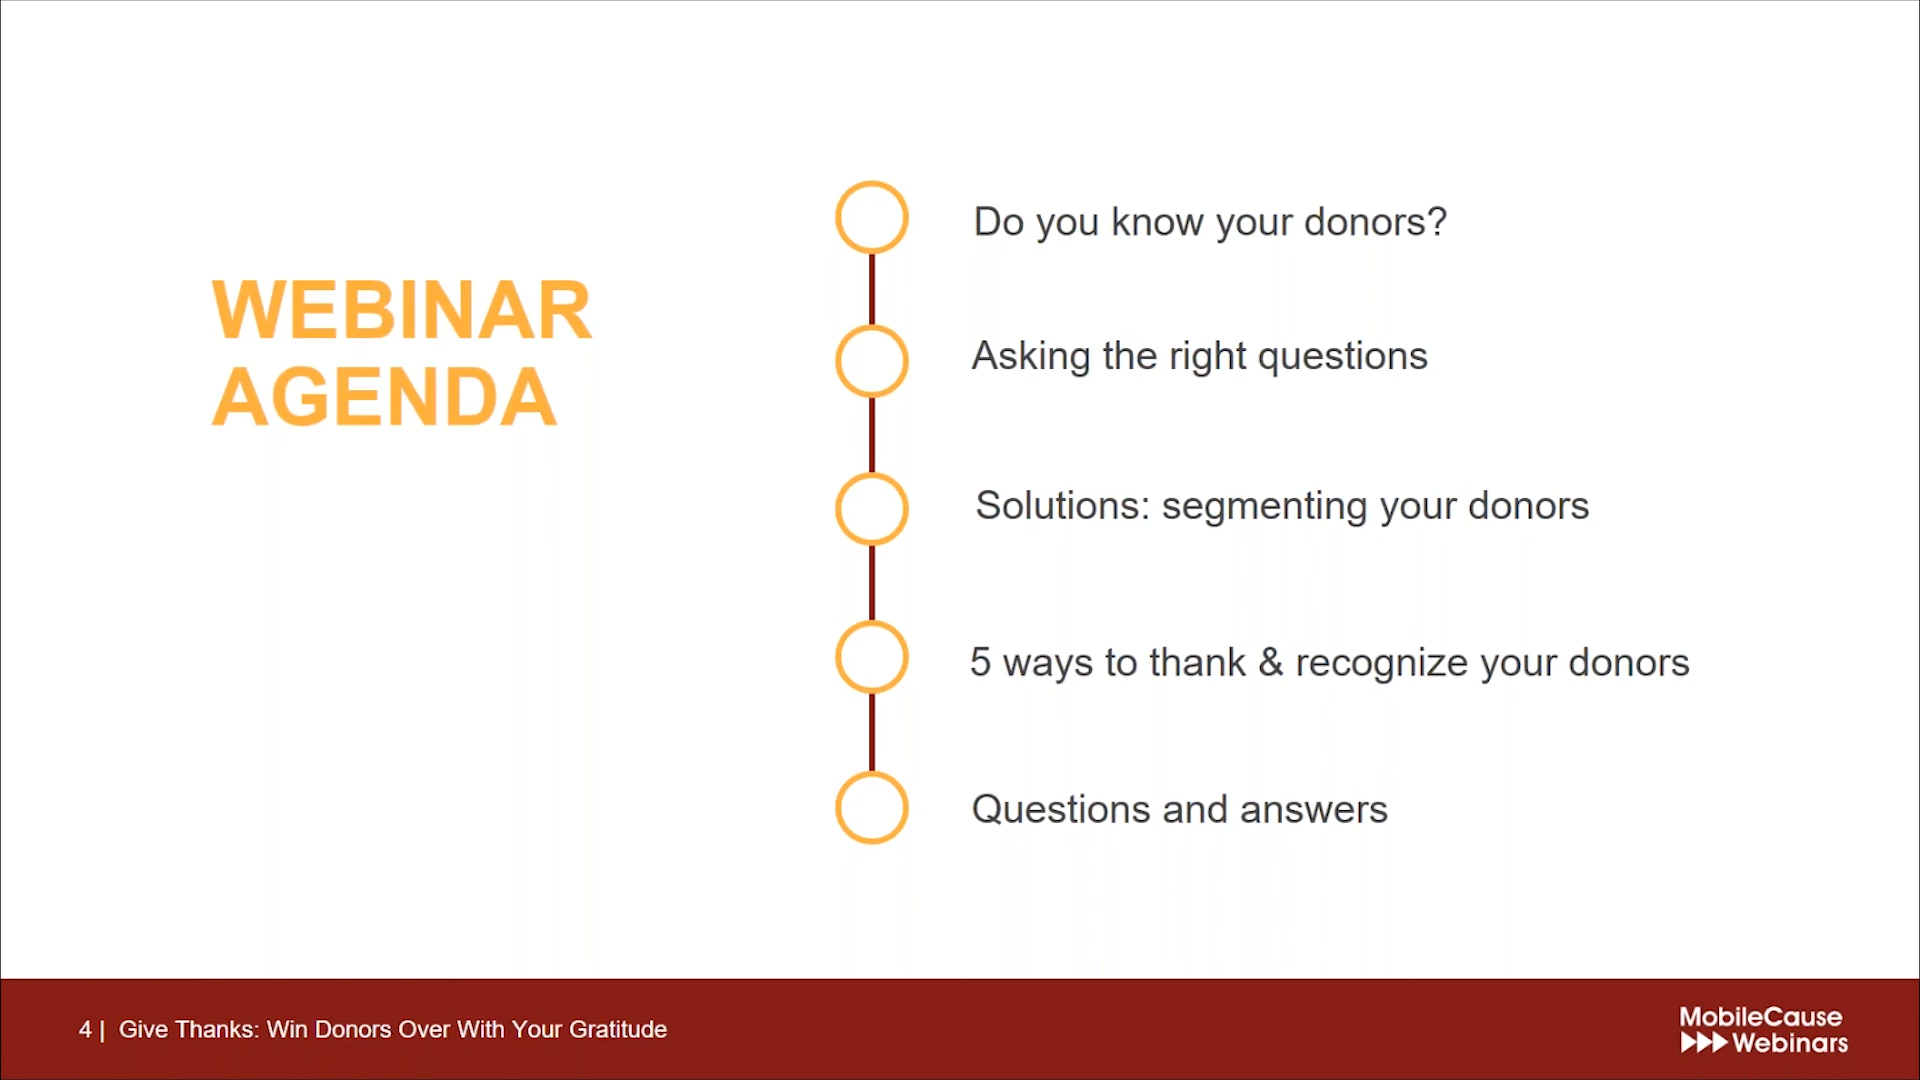 WEBINAR
AGENDA
Do you know your donors?
Asking the right questions
Solutions: segmenting your donors
5 ways to thank & recognize your donors
Questions and answers
4 | Give Thanks: Win Donors Over With Your Gratitude
MobileCause
Webinars